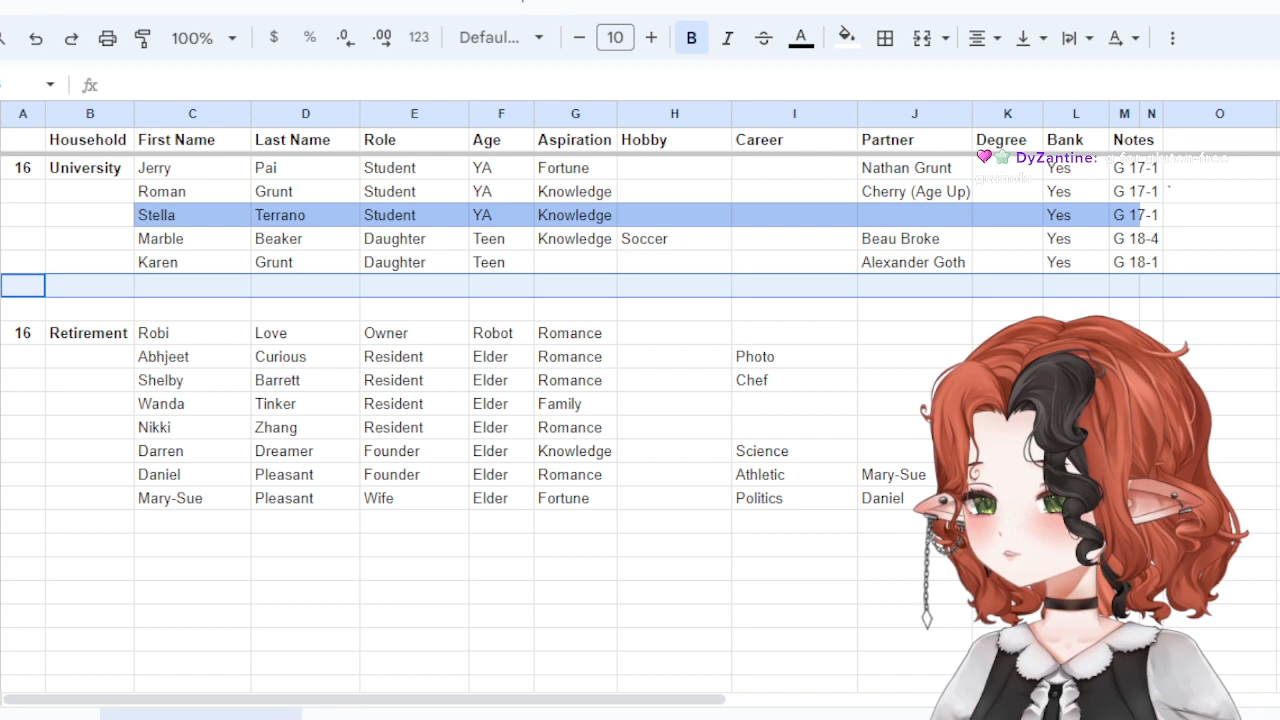 100% $ % .0 .00 123 Defaul... 10 B I A
fx
A B C D E F G H I J K L M N O
Household First Name Last Name Role Age Aspiration Hobby Career Partner Degree Bank Notes
DyZantine: g-for-gluten-free
granola
16 University Jerry Pai Student YA Fortune Nathan Grunt Yes G 17-1
Roman Grunt Student YA Knowledge Cherry (Age Up) Yes G 17-1 `
Stella Terrano Student YA Knowledge Yes G 17-1
Marble Beaker Daughter Teen Knowledge Soccer Beau Broke Yes G 18-4
Karen Grunt Daughter Teen Alexander Goth Yes G 18-1
16 Retirement Robi Love Owner Robot Romance
Abhjeet Curious Resident Elder Romance Photo
Shelby Barrett Resident Elder Romance Chef
Wanda Tinker Resident Elder Family
Nikki Zhang Resident Elder Romance
Darren Dreamer Founder Elder Knowledge Science
Daniel Pleasant Founder Elder Romance Athletic Mary-Sue
Mary-Sue Pleasant Wife Elder Fortune Politics Daniel